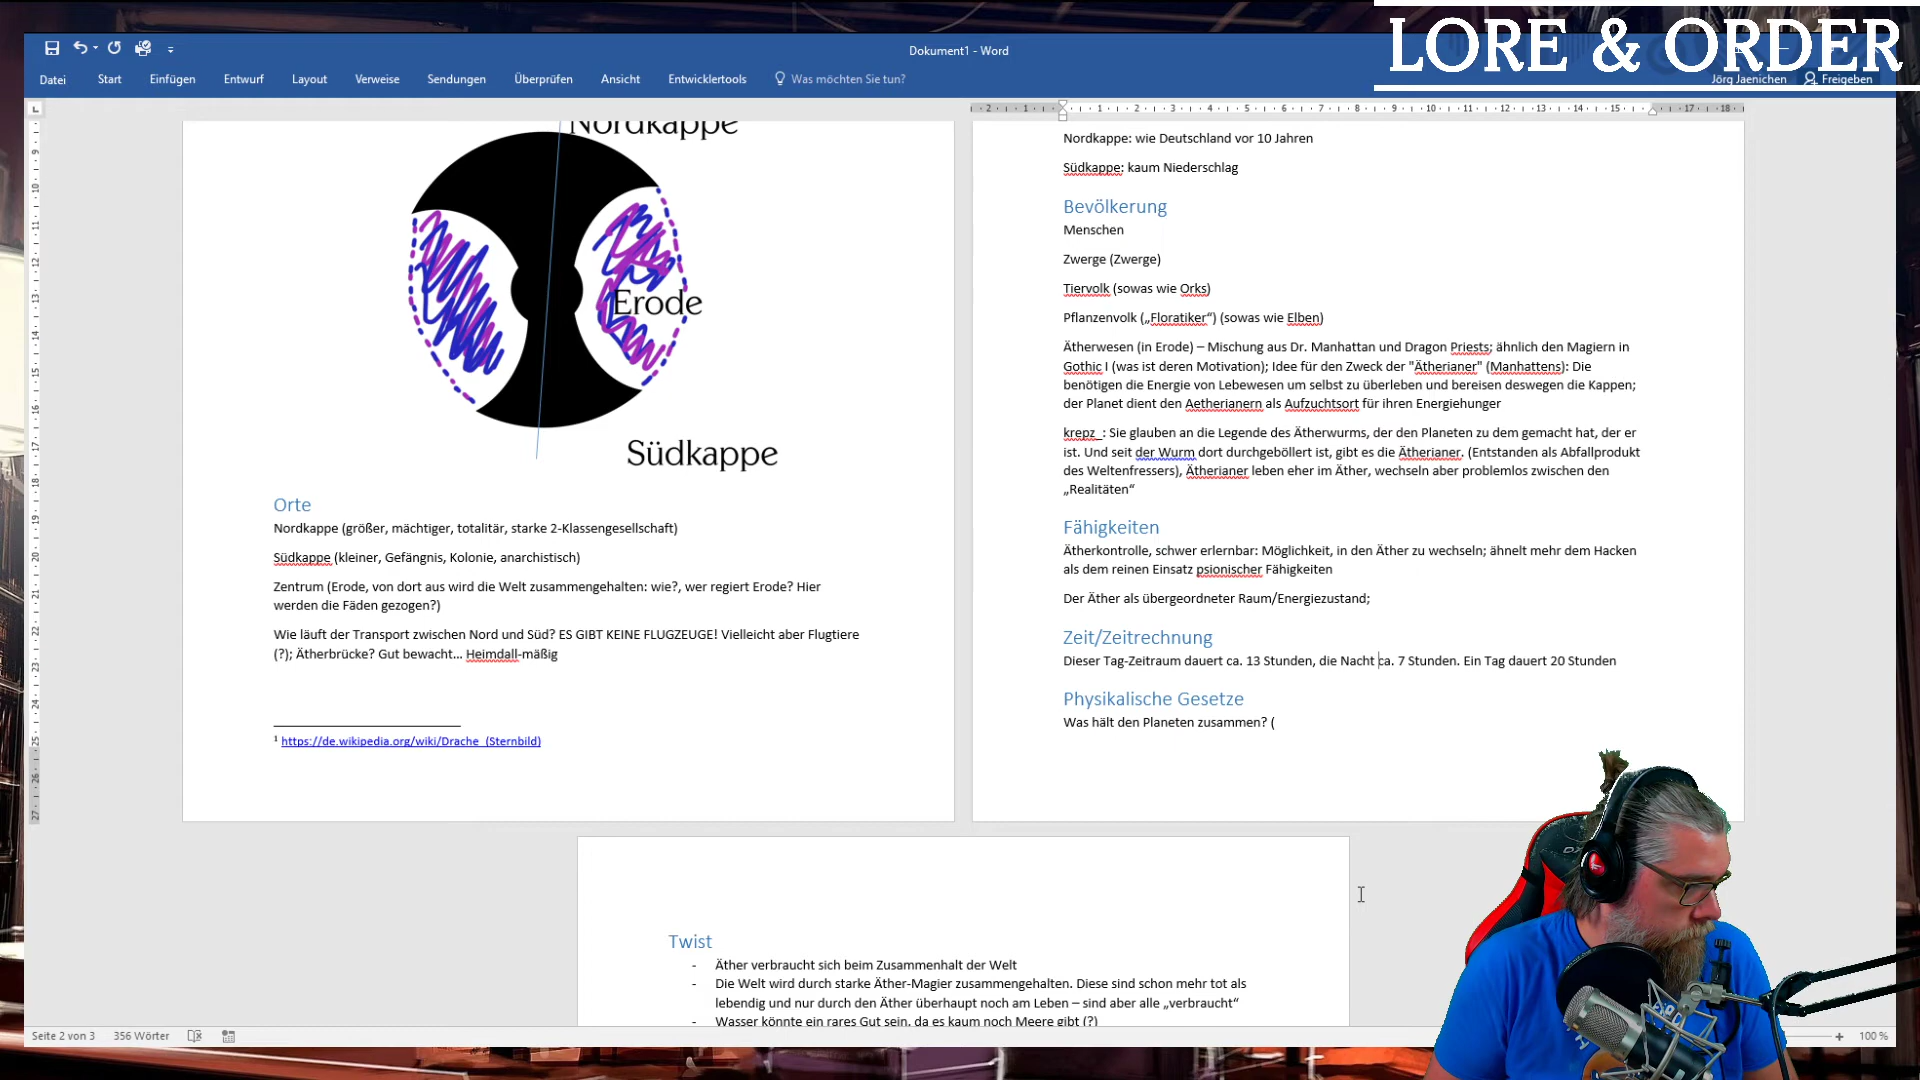 LORE & ORDER
Dokument1 - Word
Jörg Jaenichen
Freigeben
Datei
Start
Einfügen
Entwurf
Layout
Verweise
Sendungen
Überprüfen
Ansicht
Entwicklertools
Was möchten Sie tun?
Nordkappe
Erode
Südkappe
Orte
Nordkappe (größer, mächtiger, totalitär, starke 2-Klassengesellschaft)
Südkappe (kleiner, Gefängnis, Kolonie, anarchistisch)
Zentrum (Erode, von dort aus wird die Welt zusammengehalten: wie?, wer regiert Erode? Hier
werden die Fäden gezogen?)
Wie läuft der Transport zwischen Nord und Süd? ES GIBT KEINE FLUGZEUGE! Vielleicht aber Flugtiere
(?); Ätherbrücke? Gut bewacht... Heimdall-mäßig
1 https://de.wikipedia.org/wiki/Drache_(Sternbild)
Nordkappe: wie Deutschland vor 10 Jahren
Südkappe: kaum Niederschlag
Bevölkerung
Menschen
Zwerge (Zwerge)
Tiervolk (sowas wie Orks)
Pflanzenvolk („Floratiker“) (sowas wie Elben)
Ätherwesen (in Erode) – Mischung aus Dr. Manhattan und Dragon Priests; ähnlich den Magiern in
Gothic I (was ist deren Motivation); Idee für den Zweck der "Ätherianer" (Manhattens): Die
benötigen die Energie von Lebewesen um selbst zu überleben und bereisen deswegen die Kappen;
der Planet dient den Aetherianern als Aufzuchtsort für ihren Energiehunger
krepz_: Sie glauben an die Legende des Ätherwurms, der den Planeten zu dem gemacht hat, der er
ist. Und seit der Wurm dort durchgeböllert ist, gibt es die Ätherianer. (Entstanden als Abfallprodukt
des Weltenfressers), Ätherianer leben eher im Äther, wechseln aber problemlos zwischen den
„Realitäten“
Fähigkeiten
Ätherkontrolle, schwer erlernbar: Möglichkeit, in den Äther zu wechseln; ähnelt mehr dem Hacken
als dem reinen Einsatz psionischer Fähigkeiten
Der Äther als übergeordneter Raum/Energiezustand;
Zeit/Zeitrechnung
Dieser Tag-Zeitraum dauert ca. 13 Stunden, die Nacht ca. 7 Stunden. Ein Tag dauert 20 Stunden
Physikalische Gesetze
Was hält den Planeten zusammen? (
Twist
- Äther verbraucht sich beim Zusammenhalt der Welt
- Die Welt wird durch starke Äther-Magier zusammengehalten. Diese sind schon mehr tot als
lebendig und nur durch den Äther überhaupt noch am Leben – sind aber alle „verbraucht“
- Wasser könnte ein rares Gut sein, da es kaum noch Meere gibt (?)
Seite 2 von 3
356 Wörter
100 %